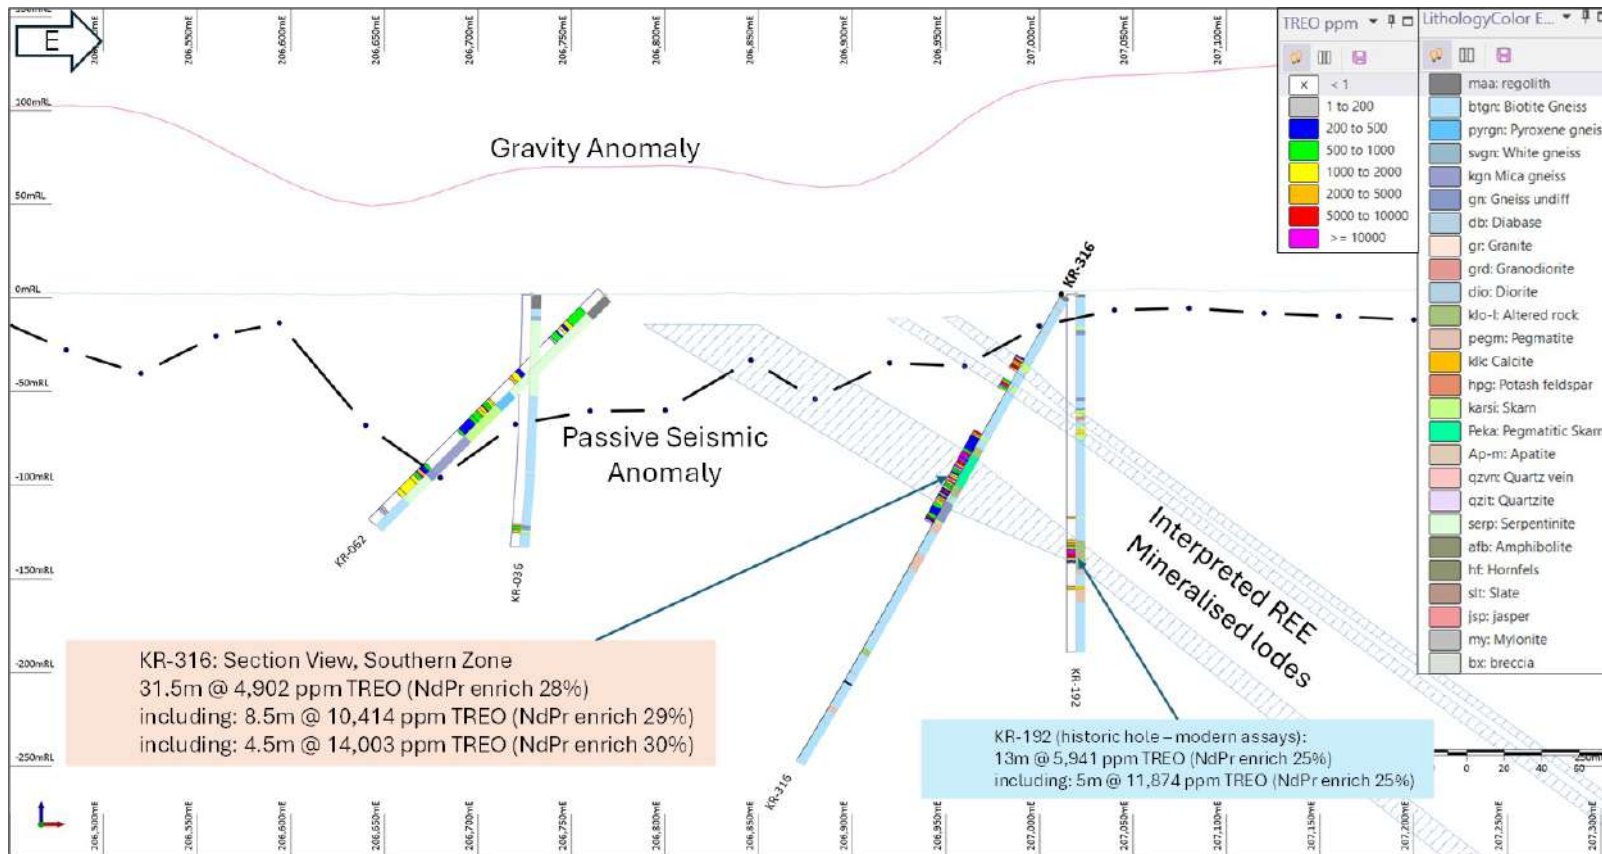 E
206,500mE
206,550mE
206,600mE
206,650mE
206,700mE
206,750mE
206,800mE
206,850mE
206,900mE
206,950mE
207,000mE
207,050mE
207,100mE
100mRL
50mRL
0mRL
-50mRL
-100mRL
-150mRL
-200mRL
-250mRL
Gravity Anomaly
Passive Seismic
Anomaly
Interpreted REE
Mineralised lodes
KR-062
KR-036
KR-316
KR-316
KR-192
TREO ppm
x < 1
1 to 200
200 to 500
500 to 1000
1000 to 2000
2000 to 5000
5000 to 10000
>= 10000
LithologyColor E...
maa: regolith
btgn: Biotite Gneiss
pyrgn: Pyroxene gneis
svgn: White gneiss
kgn Mica gneiss
gn: Gneiss undiff
db: Diabase
gr: Granite
grd: Granodiorite
dio: Diorite
klo-l: Altered rock
pegm: Pegmatite
klk: Calcite
hpg: Potash feldspar
karsi: Skarn
Peka: Pegmatitic Skarn
Ap-m: Apatite
qzvn: Quartz vein
qzit: Quartzite
serp: Serpentinite
afb: Amphibolite
hf: Hornfels
slt: Slate
jsp: jasper
my: Mylonite
bx: breccia
KR-316: Section View, Southern Zone
31.5m @ 4,902 ppm TREO (NdPr enrich 28%)
including: 8.5m @ 10,414 ppm TREO (NdPr enrich 29%)
including: 4.5m @ 14,003 ppm TREO (NdPr enrich 30%)
KR-192 (historic hole – modern assays):
13m @ 5,941 ppm TREO (NdPr enrich 25%)
including: 5m @ 11,874 ppm TREO (NdPr enrich 25%)
0 20 40 60
206,500mE
206,550mE
206,600mE
206,650mE
206,700mE
206,750mE
206,800mE
206,850mE
206,900mE
206,950mE
207,000mE
207,050mE
207,100mE
207,150mE
207,200mE
207,250mE
207,300mE